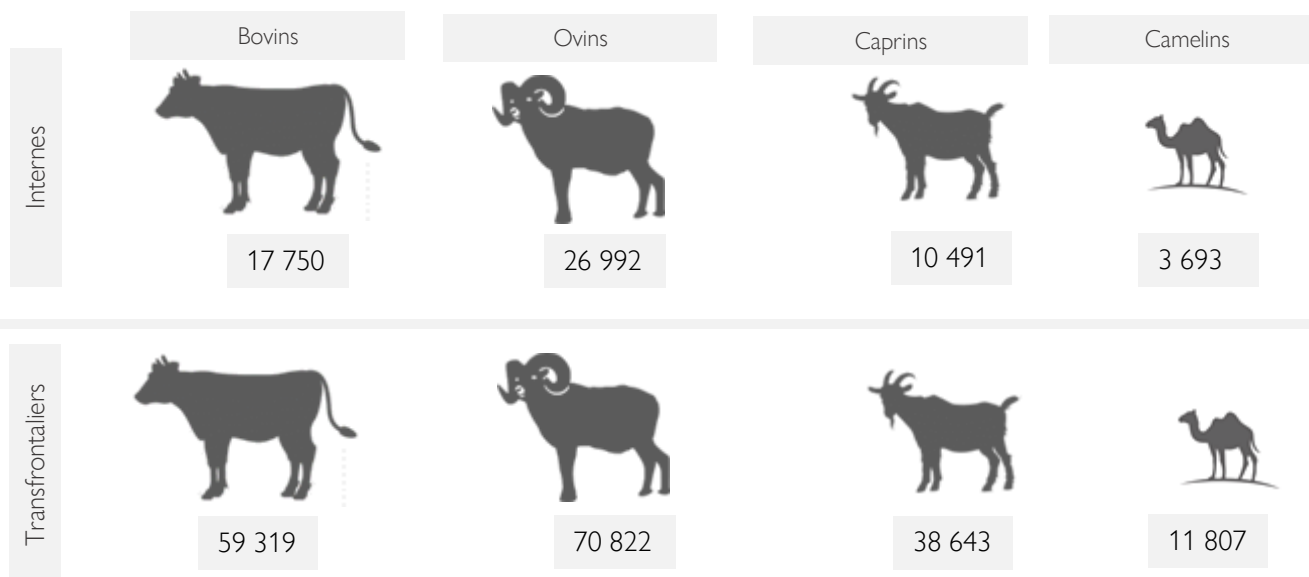 Bovins
Ovins
Caprins
Camelins
Internes
17 750
26 992
10 491
3 693
Transfrontaliers
59 319
70 822
38 643
11 807